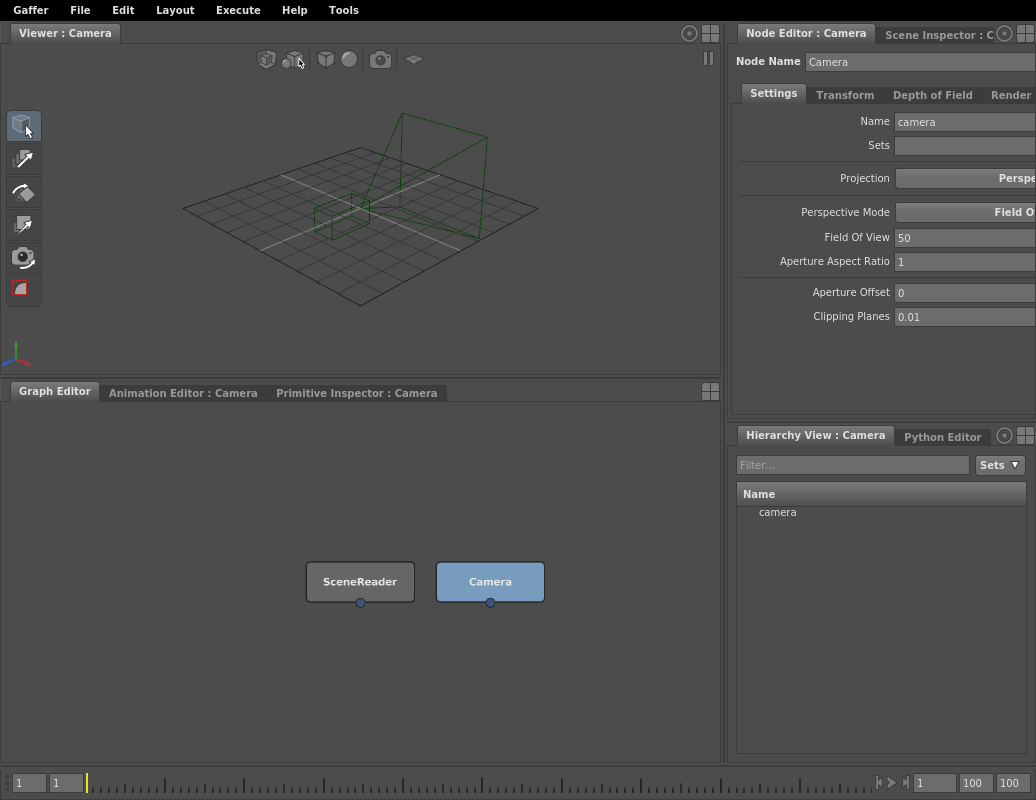 Gaffer File Edit Layout Execute Help Tools
Viewer : Camera
Node Editor : Camera Scene Inspector : C
Node Name Camera
Settings Transform Depth of Field Render
Name camera
Sets
Projection Perspe
Perspective Mode Field O
Field Of View 50
Aperture Aspect Ratio 1
Aperture Offset 0
Clipping Planes 0.01
Graph Editor Animation Editor : Camera Primitive Inspector : Camera
SceneReader Camera
Hierarchy View : Camera Python Editor
Filter... Sets
Name
camera
1 1 1 100 100